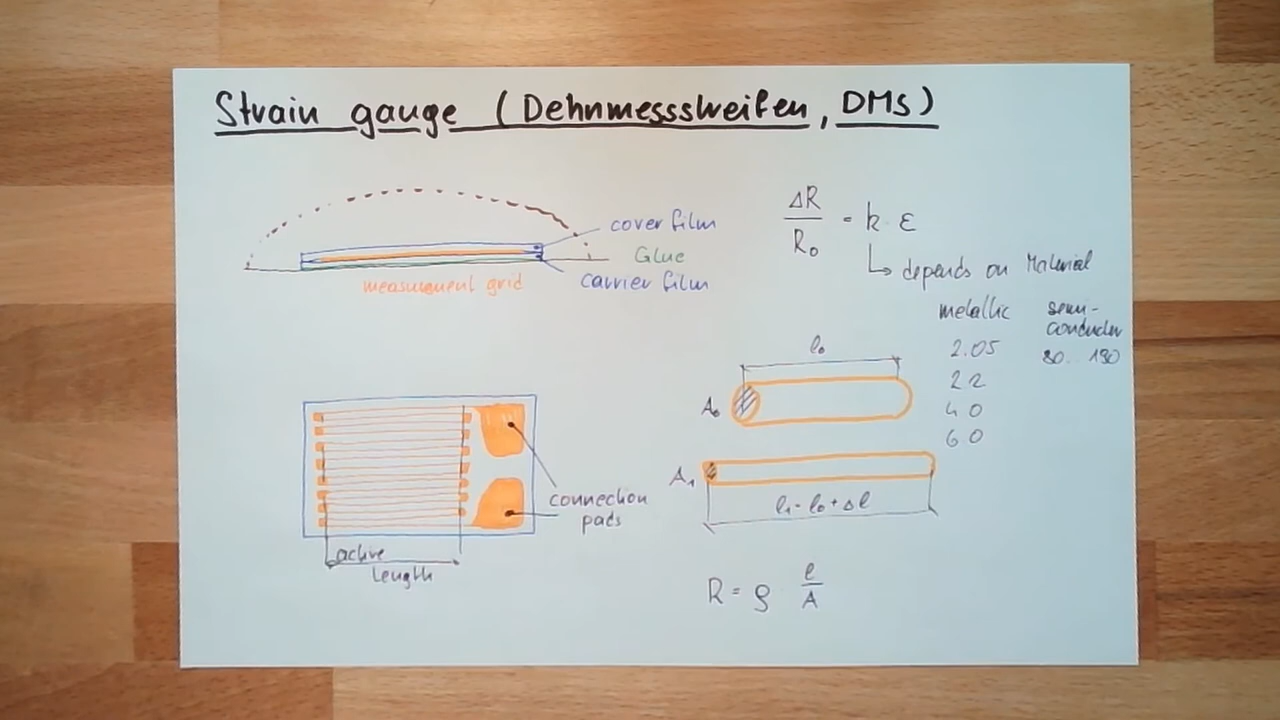 Strain gauge (Dehnmessstreifen, DMS)
cover film
Glue
carrier film
measurement grid
ΔR
R₀
= k ε
depends on Material
metallic
semi-
conductor
2.05
2.2
4.0
6.0
80..190
l₀
A₀
A₁
l₁ = l₀ + Δl
connection
pads
active
length
R = ρ l
A